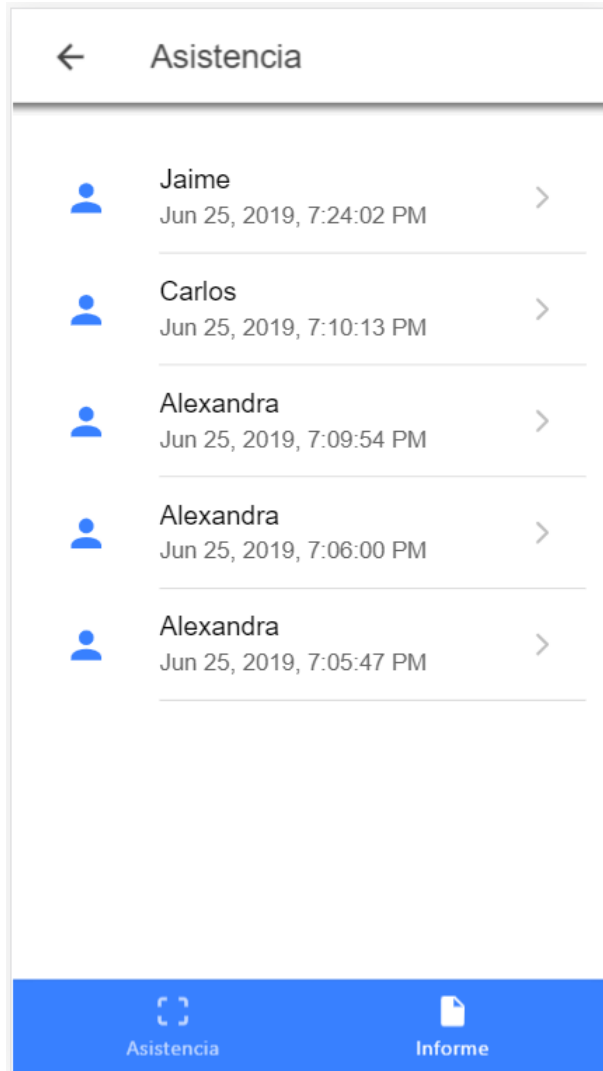 Asistencia
Jaime
Jun 25, 2019, 7:24:02 PM
Carlos
Jun 25, 2019, 7:10:13 PM
Alexandra
Jun 25, 2019, 7:09:54 PM
Alexandra
Jun 25, 2019, 7:06:00 PM
Alexandra
Jun 25, 2019, 7:05:47 PM
Asistencia
Informe